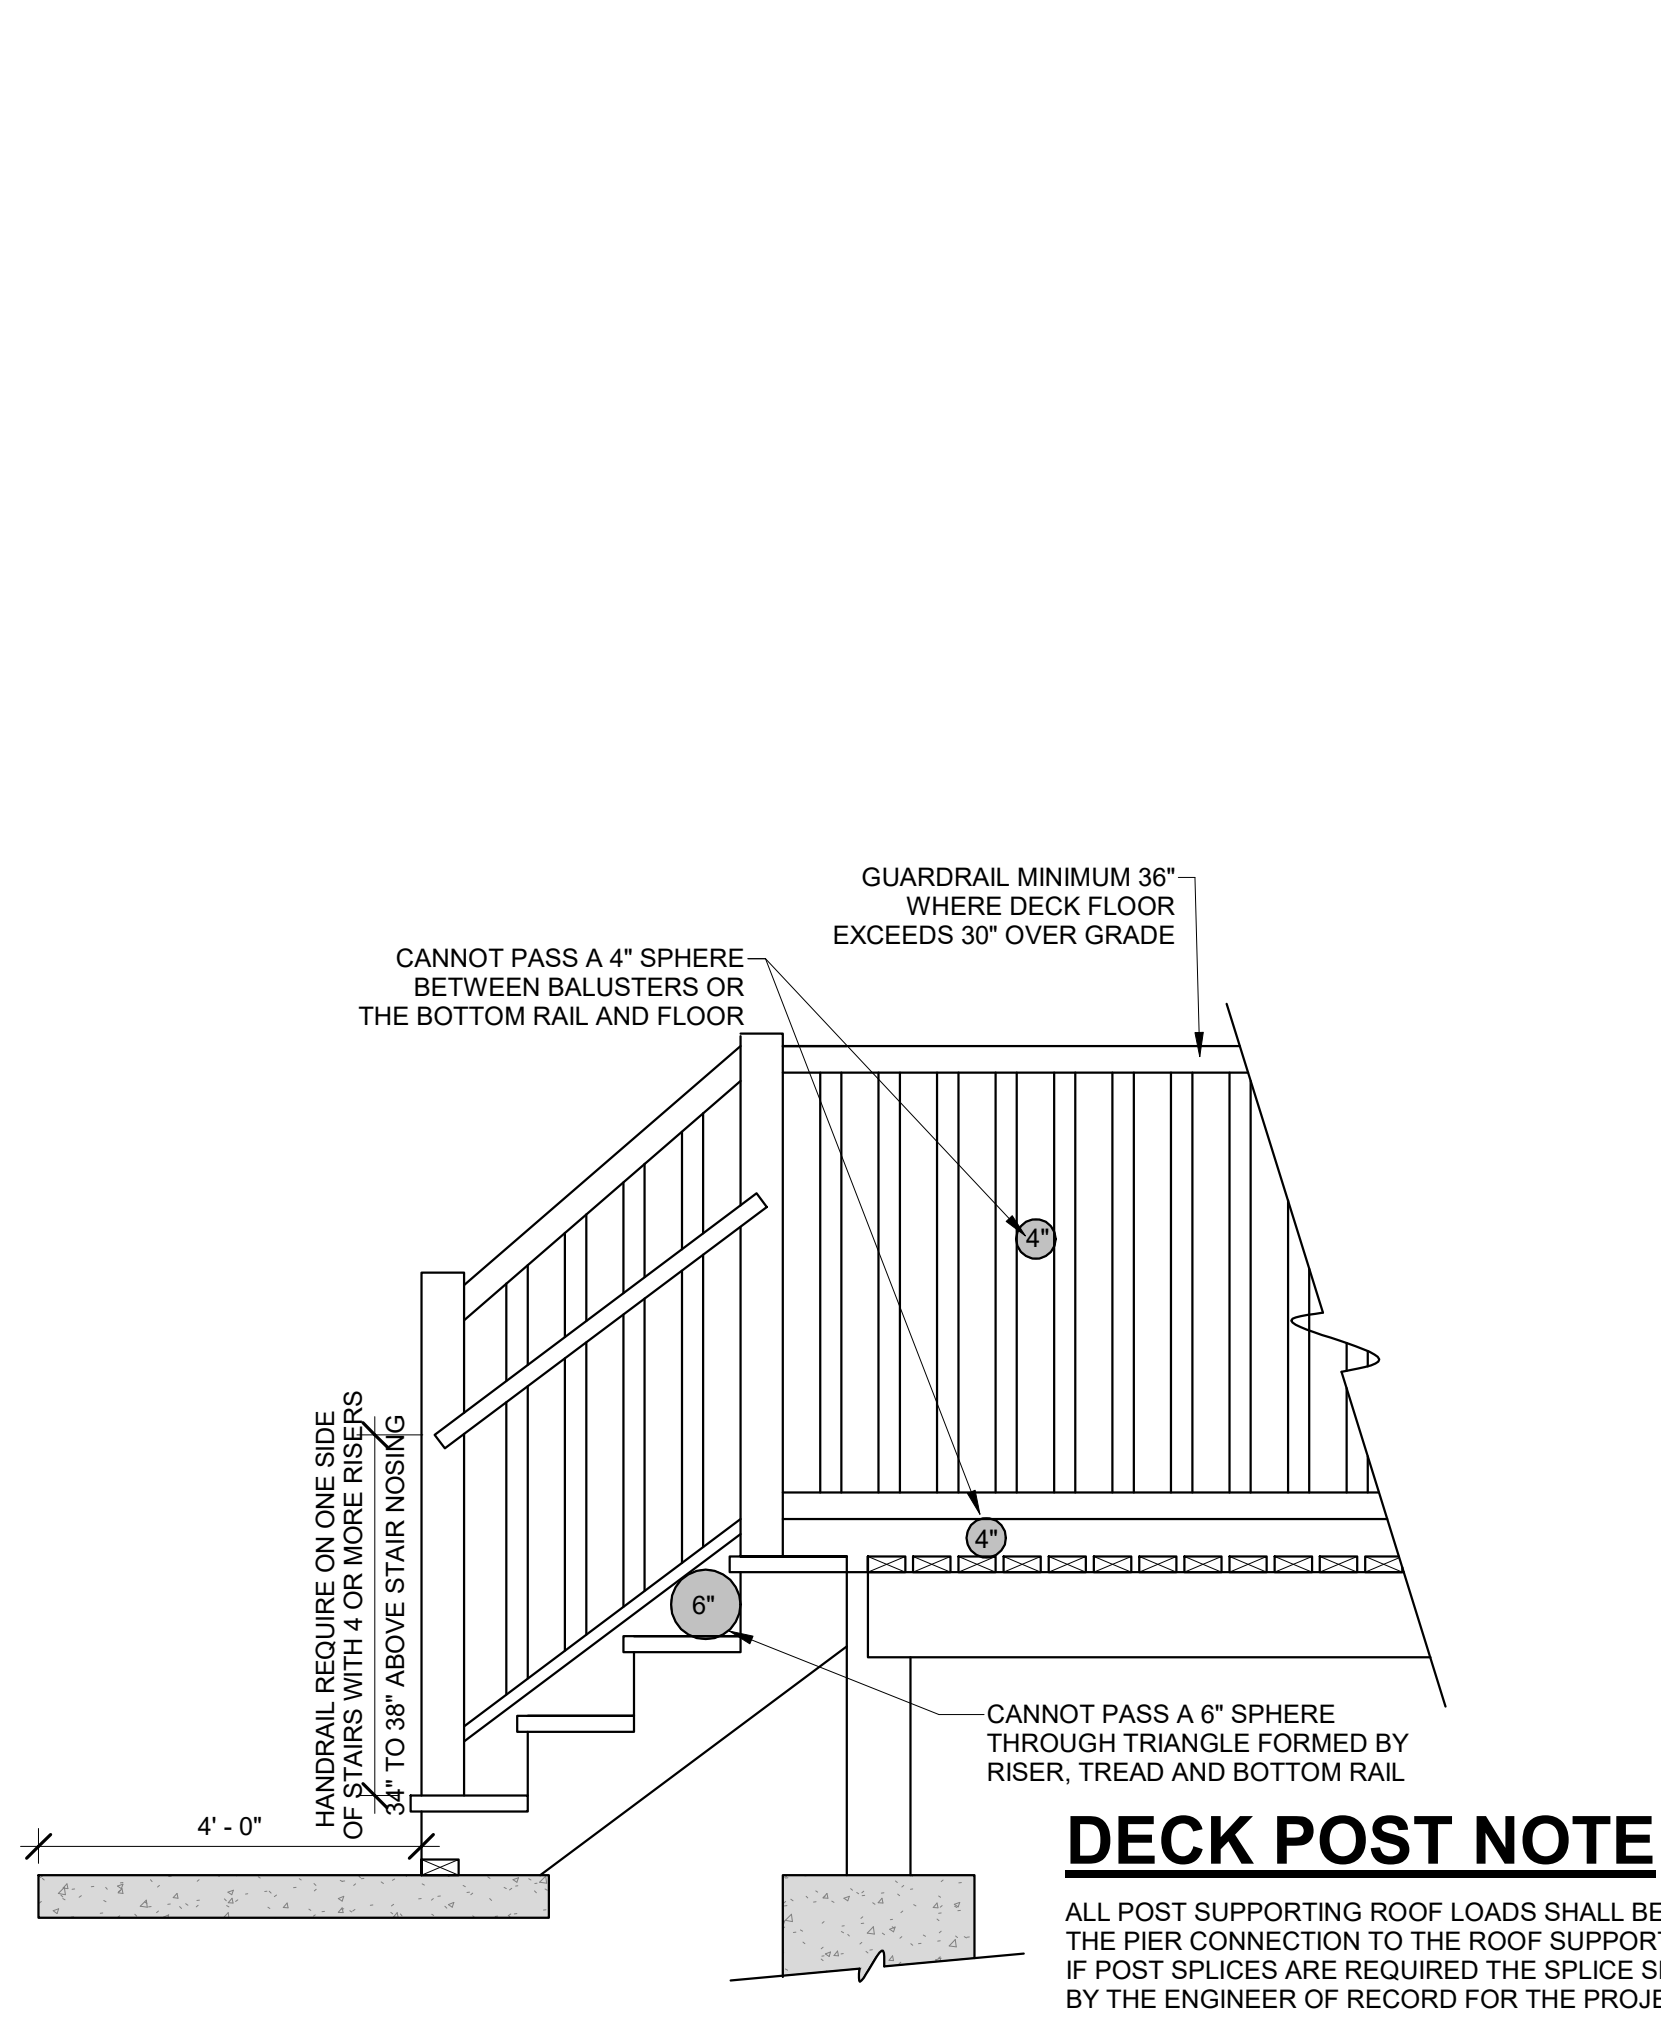 GUARDRAIL MINIMUM 36"
WHERE DECK FLOOR
EXCEEDS 30" OVER GRADE
CANNOT PASS A 4" SPHERE
BETWEEN BALUSTERS OR
THE BOTTOM RAIL AND FLOOR
4"
4"
6"
HANDRAIL REQUIRE ON ONE SIDE
OF STAIRS WITH 4 OR MORE RISERS
34" TO 38" ABOVE STAIR NOSING
CANNOT PASS A 6" SPHERE
THROUGH TRIANGLE FORMED BY
RISER, TREAD AND BOTTOM RAIL
4' - 0"
DECK POST NOTE
ALL POST SUPPORTING ROOF LOADS SHALL BE
THE PIER CONNECTION TO THE ROOF SUPPORT
IF POST SPLICES ARE REQUIRED THE SPLICE
BY THE ENGINEER OF RECORD FOR THE